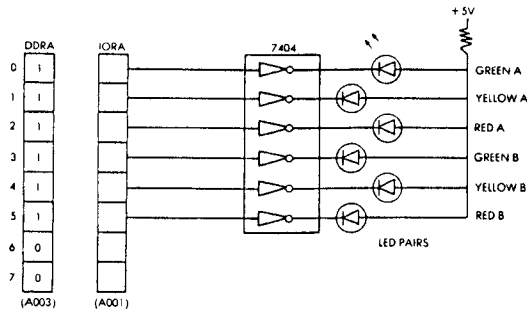 +5V
DDRA IORA 7404
0 1 GREEN A
1 1 YELLOW A
2 1 RED A
3 1 GREEN B
4 1 YELLOW B
5 1 RED B
6 0 LED PAIRS
7 0
(A003) (A001)